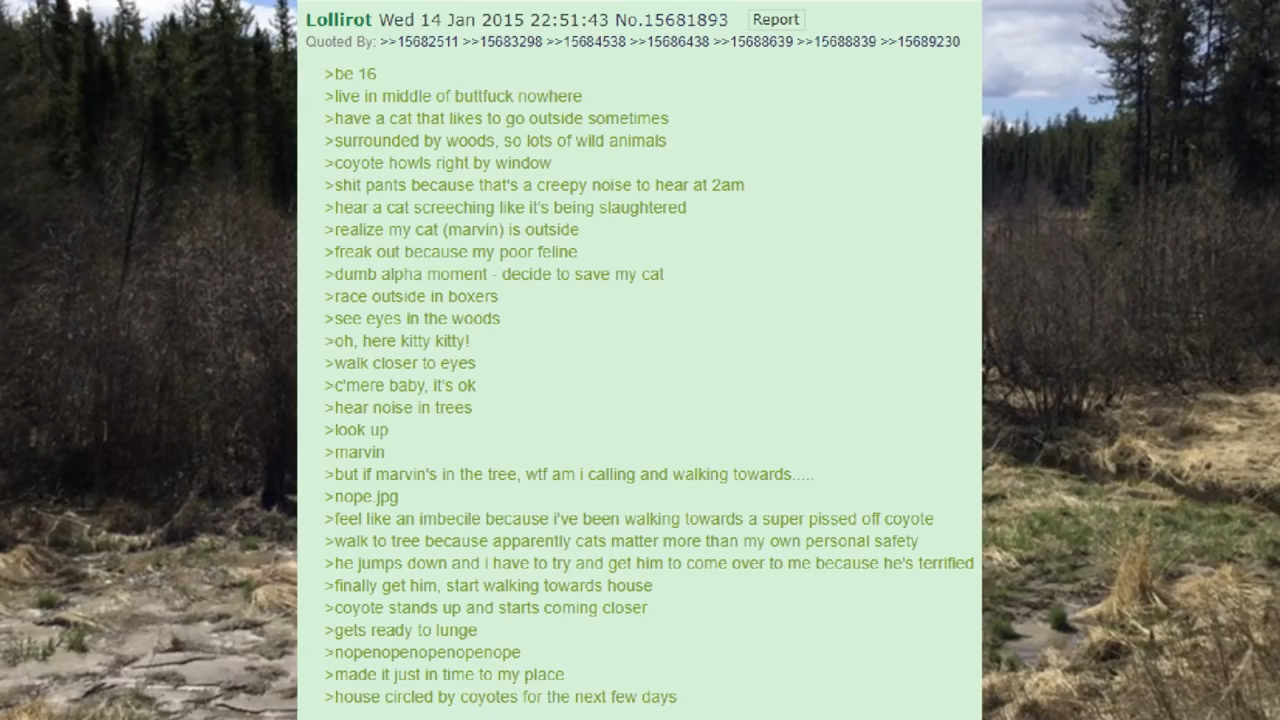 Lollirot Wed 14 Jan 2015 22:51:43 No.15681893 Report
Quoted By: >>15682511 >>15683298 >>15684538 >>15686438 >>15688639 >>15688839 >>15689230
>be 16
>live in middle of buttfuck nowhere
>have a cat that likes to go outside sometimes
>surrounded by woods, so lots of wild animals
>coyote howls right by window
>shit pants because that's a creepy noise to hear at 2am
>hear a cat screeching like it's being slaughtered
>realize my cat (marvin) is outside
>freak out because my poor feline
>dumb alpha moment - decide to save my cat
>race outside in boxers
>see eyes in the woods
>oh, here kitty kitty!
>walk closer to eyes
>c'mere baby, it's ok
>hear noise in trees
>look up
>marvin
>but if marvin's in the tree, wtf am i calling and walking towards.....
>nope.jpg
>feel like an imbecile because i've been walking towards a super pissed off coyote
>walk to tree because apparently cats matter more than my own personal safety
>he jumps down and i have to try and get him to come over to me because he's terrified
>finally get him, start walking towards house
>coyote stands up and starts coming closer
>gets ready to lunge
>nopenopenopenopenope
>made it just in time to my place
>house circled by coyotes for the next few days